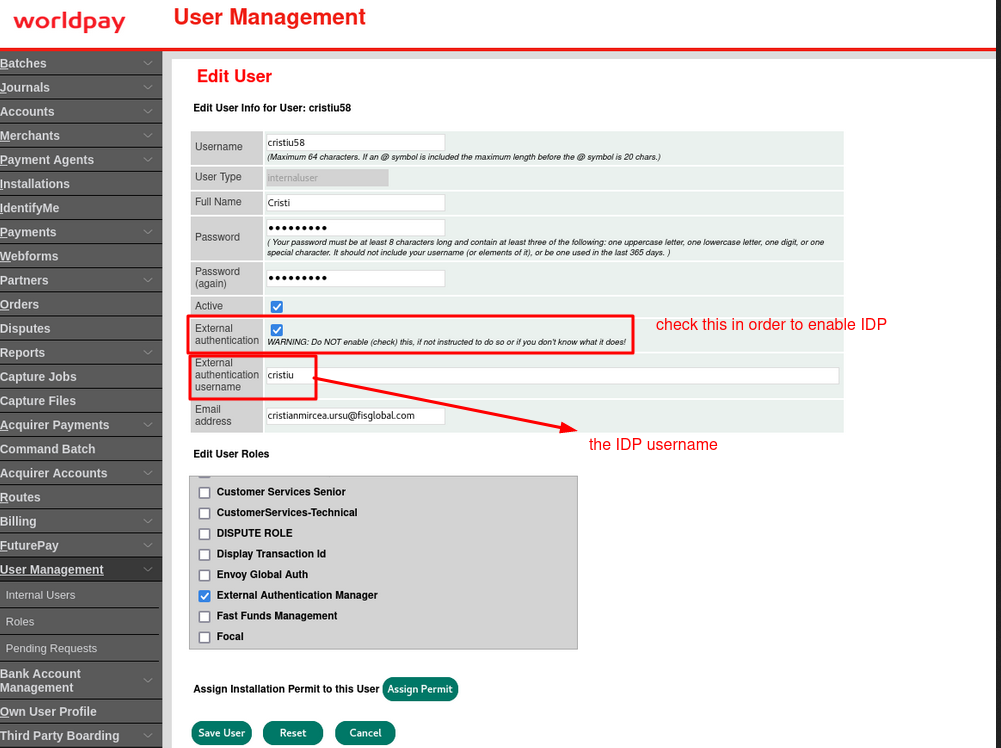 worldpay
User Management
Batches
Journals
Accounts
Merchants
Payment Agents
Installations
IdentifyMe
Payments
Webforms
Partners
Orders
Disputes
Reports
Capture Jobs
Capture Files
Acquirer Payments
Command Batch
Acquirer Accounts
Routes
Billing
FuturePay
User Management
Internal Users
Roles
Pending Requests
Bank Account
Management
Own User Profile
Third Party Boarding
Edit User
Edit User Info for User: cristiu58
Username
cristiu58
(Maximum 64 characters. If an @ symbol is included the maximum length before the @ symbol is 20 chars.)
User Type
internaluser
Full Name
Cristi
Password
•••••••••
( Your password must be at least 8 characters long and contain at least three of the following: one uppercase letter, one lowercase letter, one digit, or one
special character. It should not include your username (or elements of it), or be one used in the last 365 days. )
Password
(again)
•••••••••
Active
External
authentication
WARNING: Do NOT enable (check) this, if not instructed to do so or if you don't know what it does!
check this in order to enable IDP
External
authentication
username
cristiu
the IDP username
Email
address
cristianmircea.ursu@fisglobal.com
Edit User Roles
Customer Services Senior
CustomerServices-Technical
DISPUTE ROLE
Display Transaction Id
Envoy Global Auth
External Authentication Manager
Fast Funds Management
Focal
Assign Installation Permit to this User
Assign Permit
Save User
Reset
Cancel